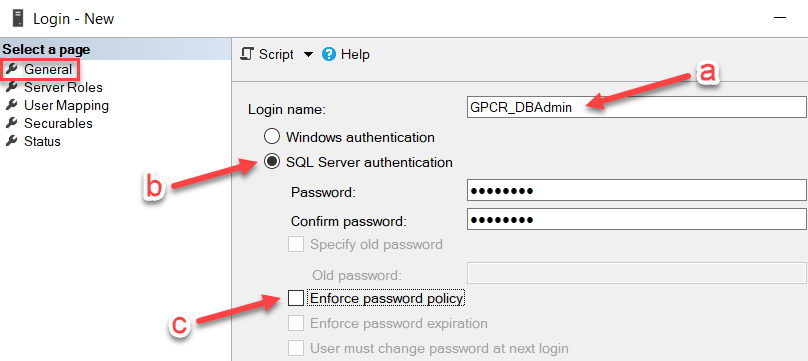 Login - New
Select a page
General
Server Roles
User Mapping
Securables
Status
Script Help
a
Login name: GPCR_DBAdmin
Windows authentication
b
SQL Server authentication
Password: ●●●●●●●●
Confirm password: ●●●●●●●●
Specify old password
Old password:
c
Enforce password policy
Enforce password expiration
User must change password at next login